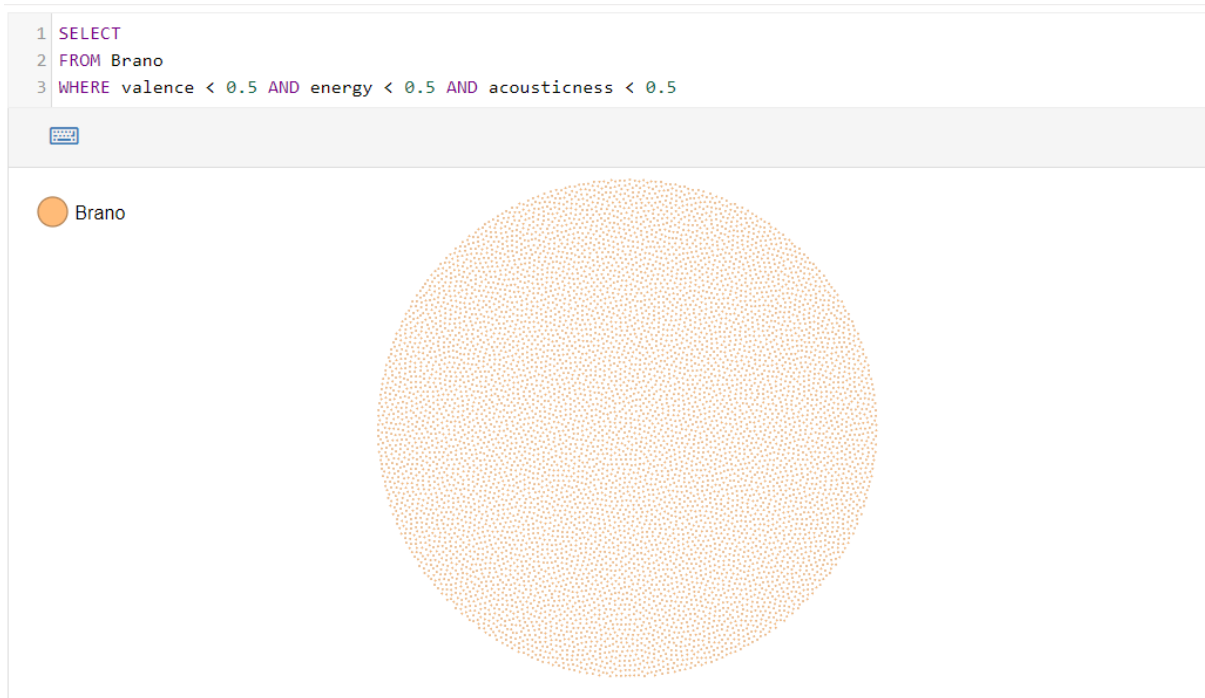 1 SELECT
2 FROM Brano
3 WHERE valence < 0.5 AND energy < 0.5 AND acousticness < 0.5
Brano